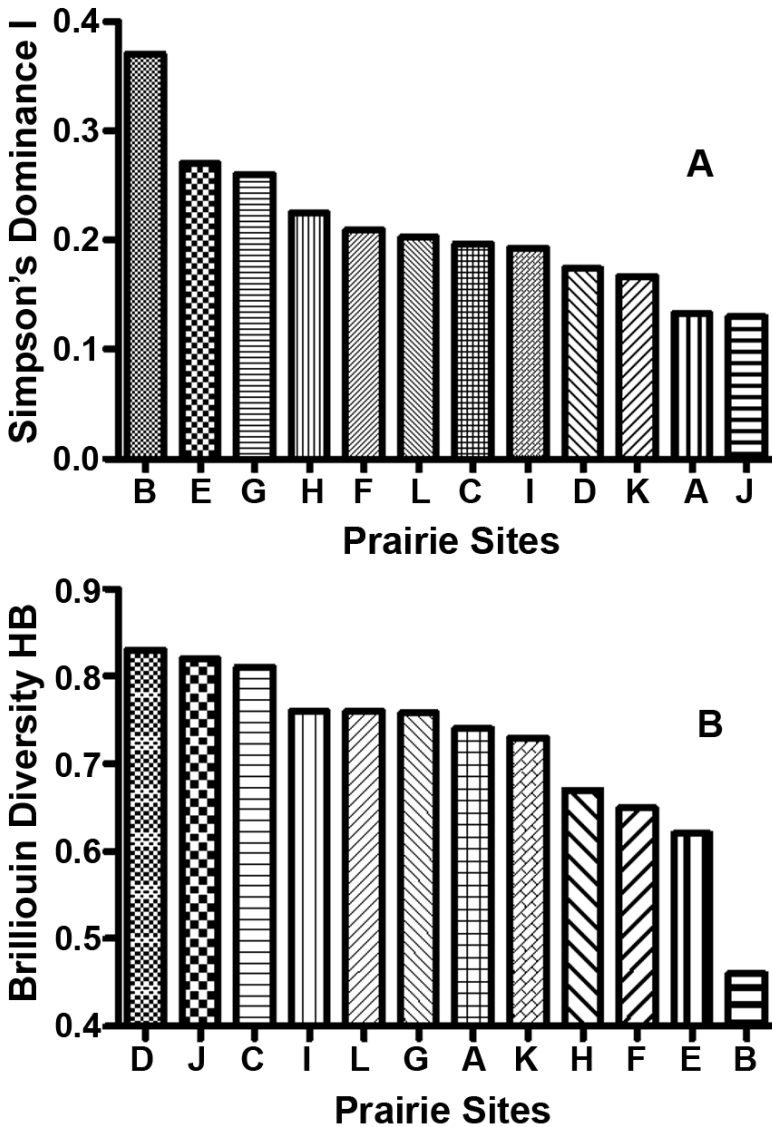 Simpson's Dominance I
0.4
0.3
0.2
0.1
0.0
A
B E G H F L C I D K A J
Prairie Sites
Brilliouin Diversity HB
0.9
0.8
0.7
0.6
0.5
0.4
B
D J C I L G A K H F E B
Prairie Sites